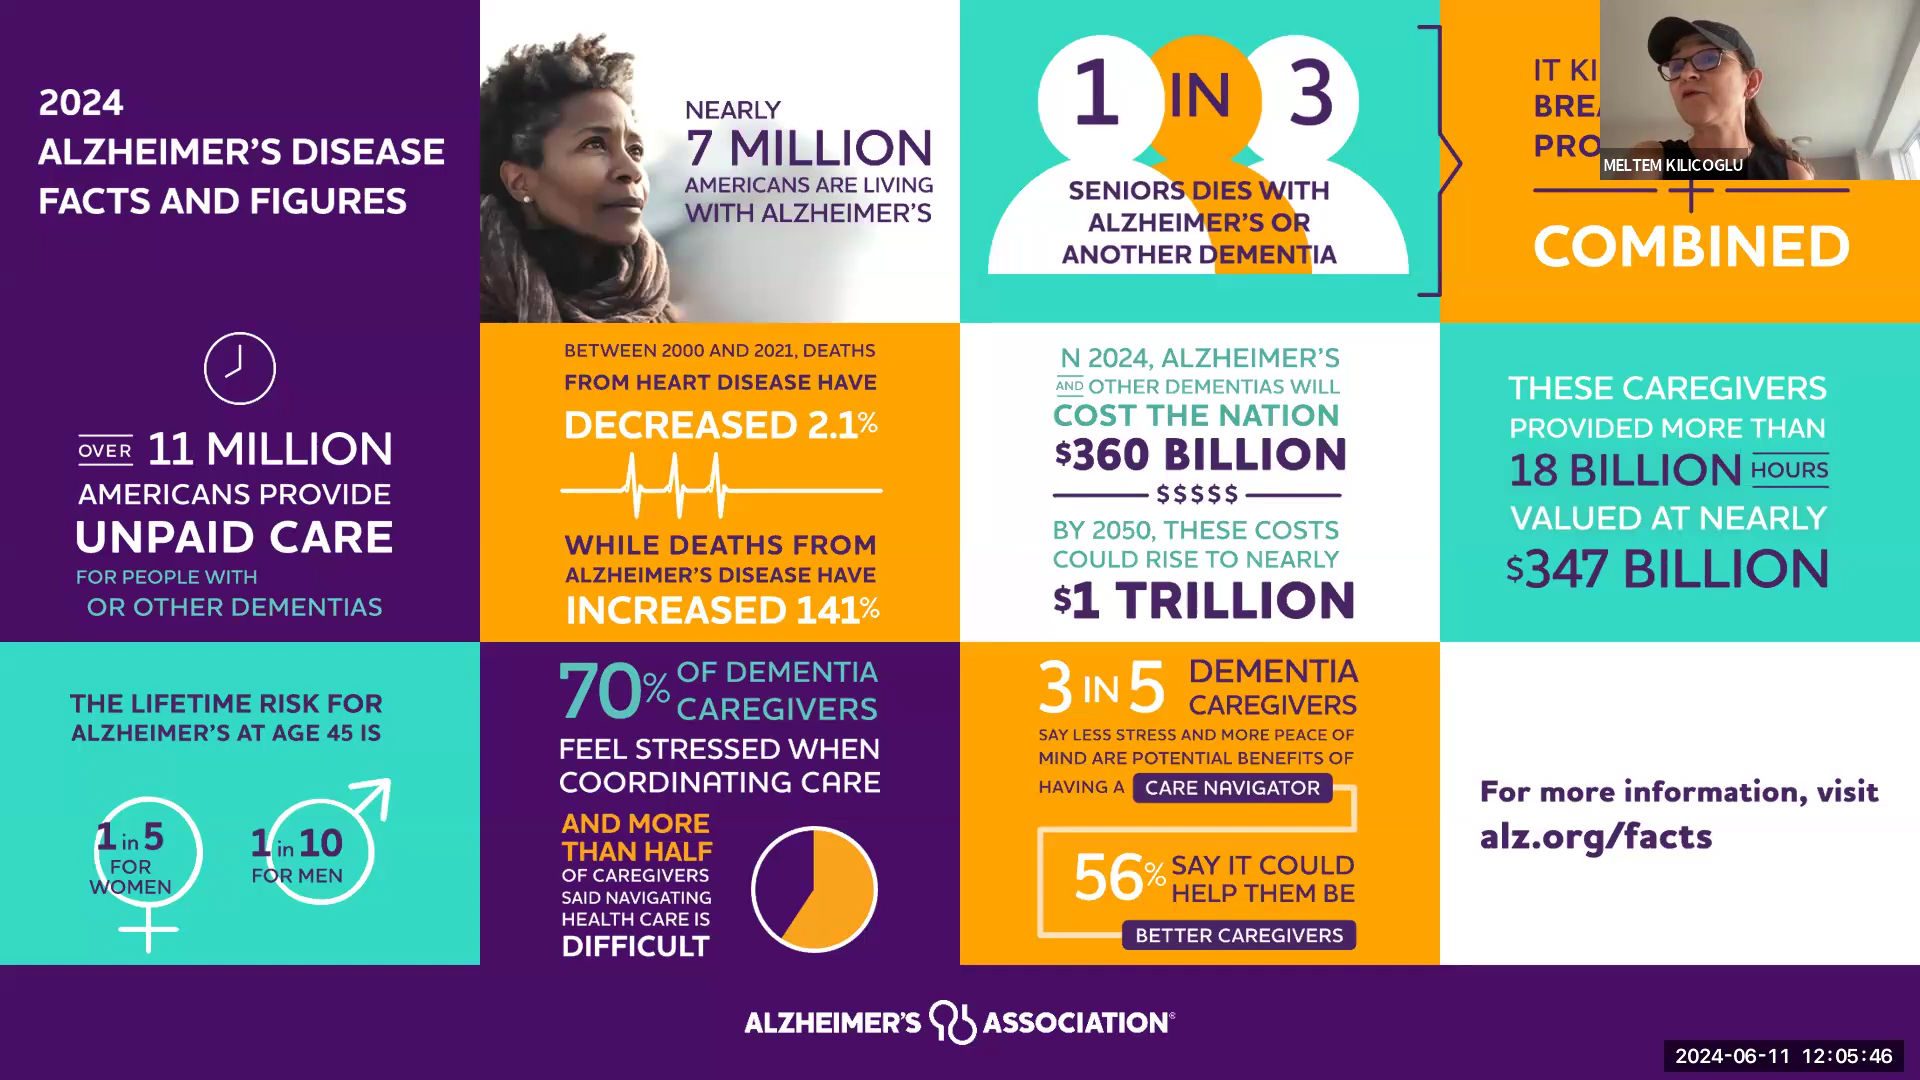 2024
ALZHEIMER'S DISEASE
FACTS AND FIGURES
NEARLY
7 MILLION
AMERICANS ARE LIVING
WITH ALZHEIMER'S
1 IN 3
SENIORS DIES WITH
ALZHEIMER'S OR
ANOTHER DEMENTIA
IT KI
BREA
PRO
COMBINED
MELTEM KILICOGLU
OVER 11 MILLION
AMERICANS PROVIDE
UNPAID CARE
FOR PEOPLE WITH
OR OTHER DEMENTIAS
BETWEEN 2000 AND 2021, DEATHS
FROM HEART DISEASE HAVE
DECREASED 2.1%
WHILE DEATHS FROM
ALZHEIMER'S DISEASE HAVE
INCREASED 141%
N 2024, ALZHEIMER'S
AND OTHER DEMENTIAS WILL
COST THE NATION
$360 BILLION
$$$$$
BY 2050, THESE COSTS
COULD RISE TO NEARLY
$1 TRILLION
THESE CAREGIVERS
PROVIDED MORE THAN
18 BILLION HOURS
VALUED AT NEARLY
$347 BILLION
THE LIFETIME RISK FOR
ALZHEIMER'S AT AGE 45 IS
1 in 5
FOR
WOMEN
1 in 10
FOR MEN
70% OF DEMENTIA
CAREGIVERS
FEEL STRESSED WHEN
COORDINATING CARE
AND MORE
THAN HALF
OF CAREGIVERS
SAID NAVIGATING
HEALTH CARE IS
DIFFICULT
3 IN 5 DEMENTIA
CAREGIVERS
SAY LESS STRESS AND MORE PEACE OF
MIND ARE POTENTIAL BENEFITS OF
HAVING A CARE NAVIGATOR
56% SAY IT COULD
HELP THEM BE
BETTER CAREGIVERS
For more information, visit
alz.org/facts
ALZHEIMER'S ASSOCIATION®
2024-06-11 12:05:46